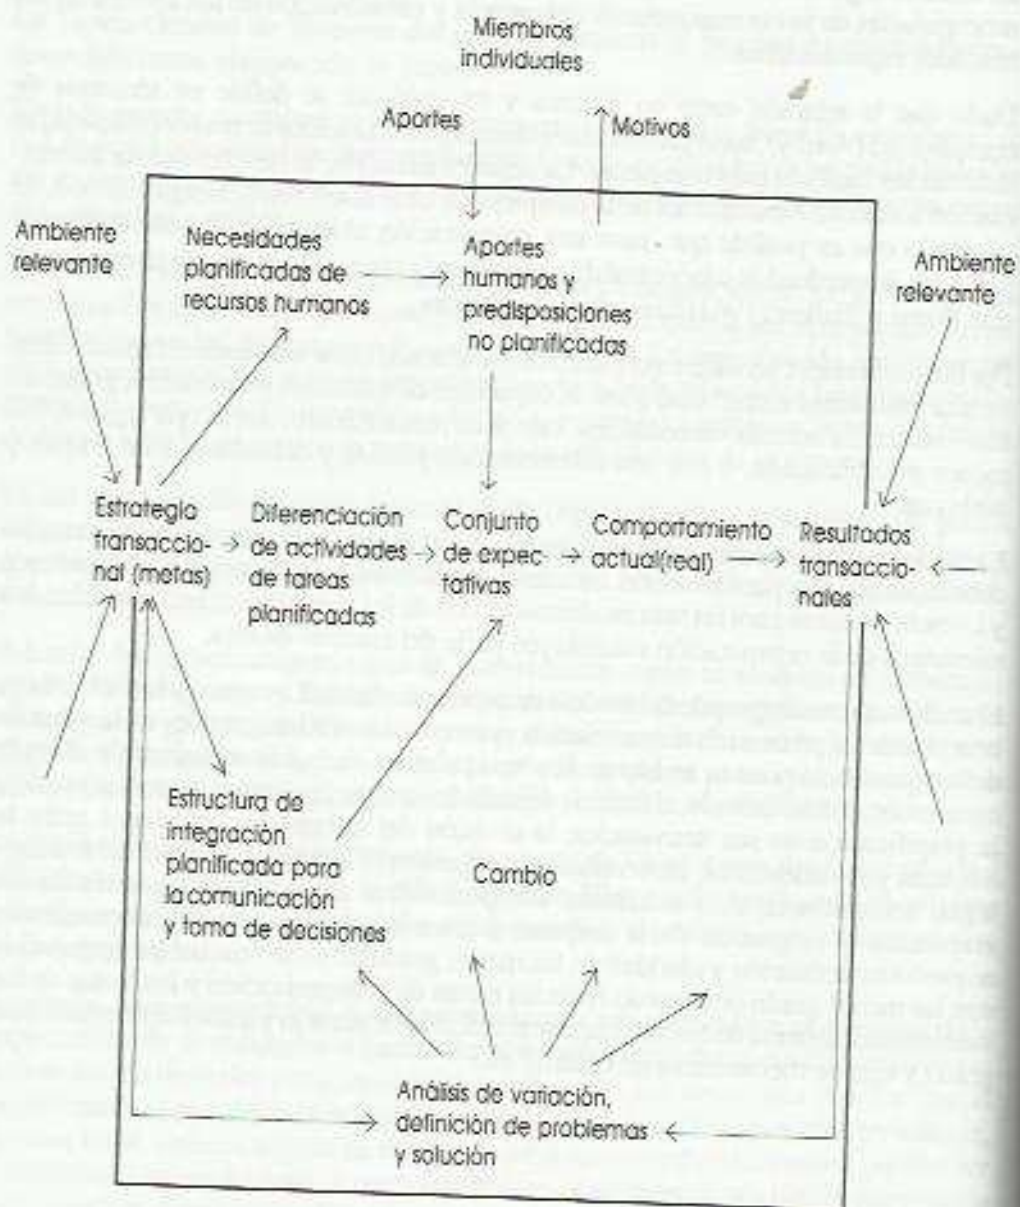 Miembros
individuales
Aportes
Motivos
Ambiente
relevante
Necesidades
planificadas de
recursos humanos
Aportes
humanos y
predisposiciones
no planificadas
Ambiente
relevante
Estrategia
transaccio-
nal (metas)
Diferenciación
de actividades
de tareas
planificadas
Conjunto
de expec-
tativas
Comportamiento
actual(real)
Resultados
transaccio-
nales
Estructura de
integración
planificada para
la comunicación
y toma de decisiones
Cambio
Análisis de variación,
definición de problemas
y solución